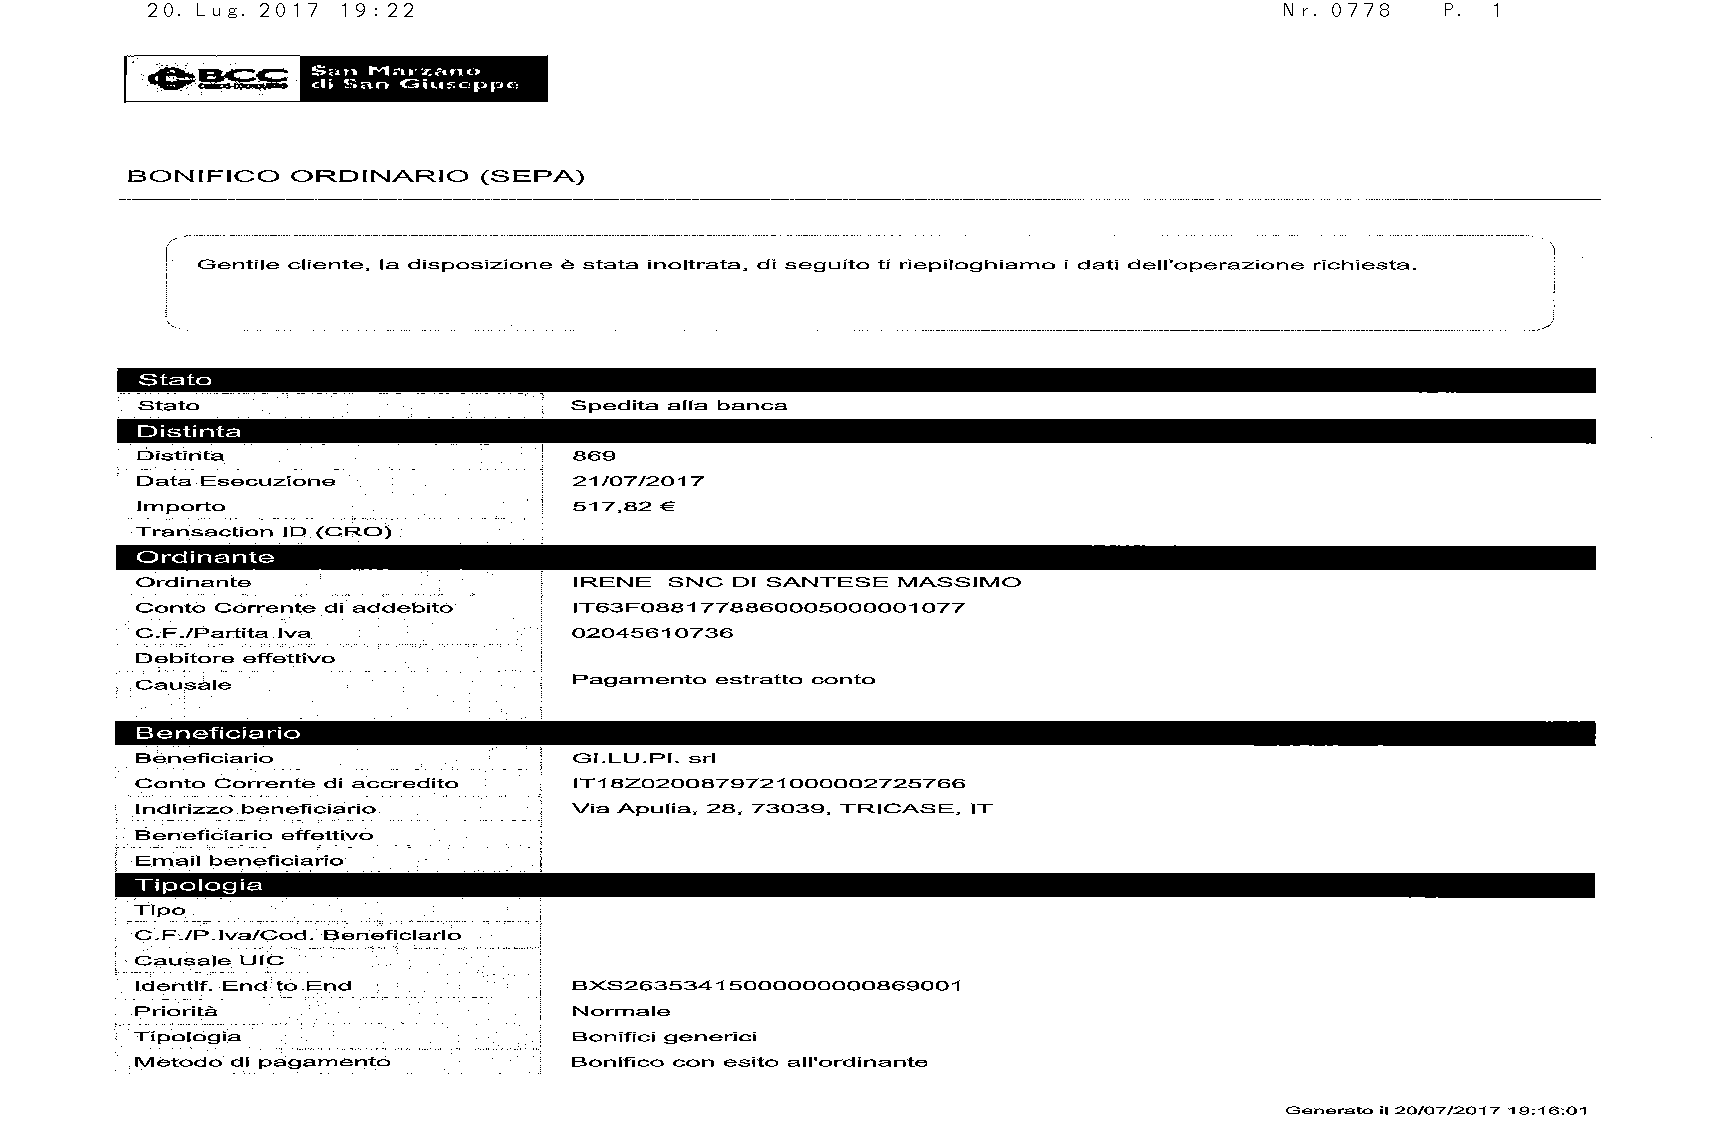 20. Lug. 2017 19:22 Nr. 0778 P. 1
BCC San Marzano
di San Giuseppe
BONIFICO ORDINARIO (SEPA)
Gentile cliente, la disposizione è stata inoltrata, di seguito ti riepiloghiamo i dati dell'operazione richiesta.
Stato
Stato Spedita alla banca
Distinta
Distinta 869
Data Esecuzione 21/07/2017
Importo 517,82 €
Transaction ID (CRO)
Ordinante
Ordinante IRENE SNC DI SANTESE MASSIMO
Conto Corrente di addebito IT63F0881778860005000001077
C.F./Partita Iva 02045610736
Debitore effettivo
Causale Pagamento estratto conto
Beneficiario
Beneficiario GI.LU.PI. srl
Conto Corrente di accredito IT18Z0200879721000002725766
Indirizzo beneficiario Via Apulia, 28, 73039, TRICASE, IT
Beneficiario effettivo
Email beneficiario
Tipologia
Tipo
C.F./P.Iva/Cod. Beneficiario
Causale UIC
Identif. End to End BXS26353415000000000869001
Priorità Normale
Tipologia Bonifici generici
Metodo di pagamento Bonifico con esito all'ordinante
Generato il 20/07/2017 19:16:01